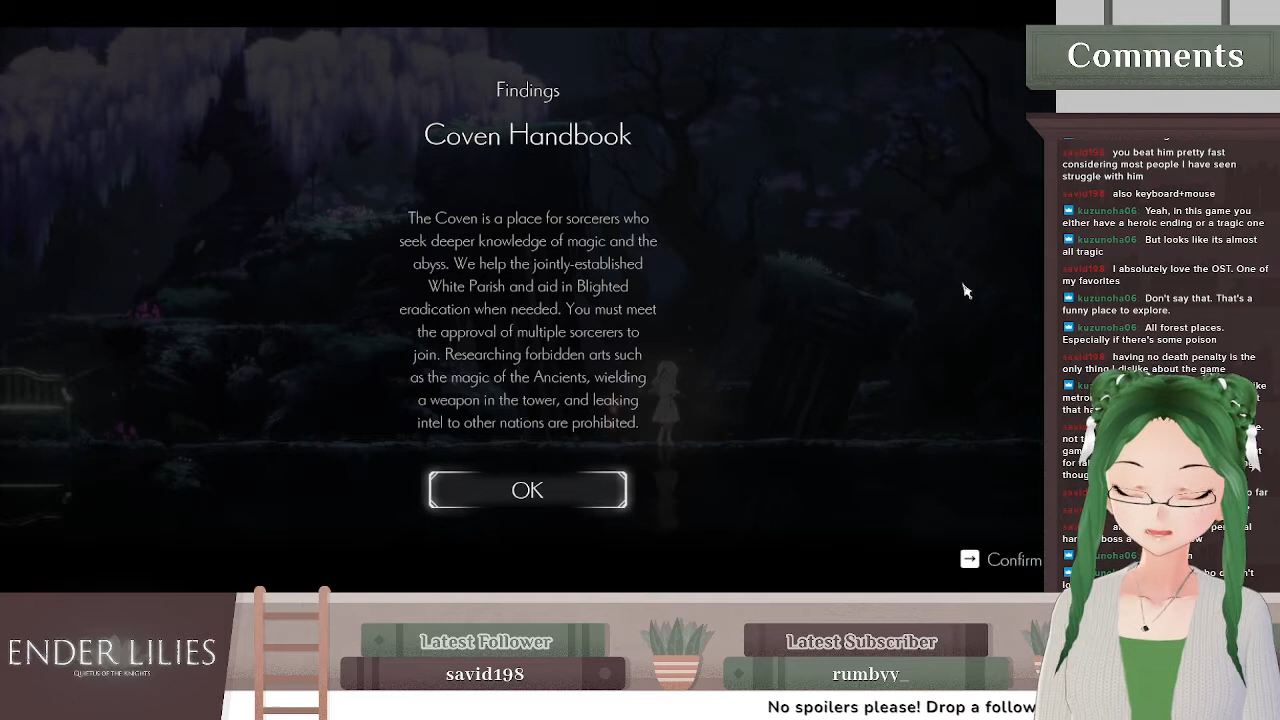 Findings
Coven Handbook
The Coven is a place for sorcerers who
seek deeper knowledge of magic and the
abyss. We help the jointly-established
White Parish and aid in Blighted
eradication when needed. You must meet
the approval of multiple sorcerers to
join. Researching forbidden arts such
as the magic of the Ancients, wielding
a weapon in the tower, and leaking
intel to other nations are prohibited.
OK
→ Confirm
Comments
savid198 you beat him pretty fast
considering most people I have seen
struggle with him
savid198 also keyboard+mouse
kuzunoha06: Yeah, In this game you
either have a heroic ending or a tragic one
kuzunoha06: But looks like its almost
all tragic
savid198 I absolutely love the OST. One of
my favorites
kuzunoha06: Don't say that. That's a
funny place to explore.
kuzunoha06: All forest places.
Especially if there's some poison
savid198 having no death penalty is the
only thing I dislike about the game
ENDER LILIES
QUIETUS OF THE KNIGHTS
Latest Follower
savid198
Latest Subscriber
rumbyy_
No spoilers please! Drop a follow